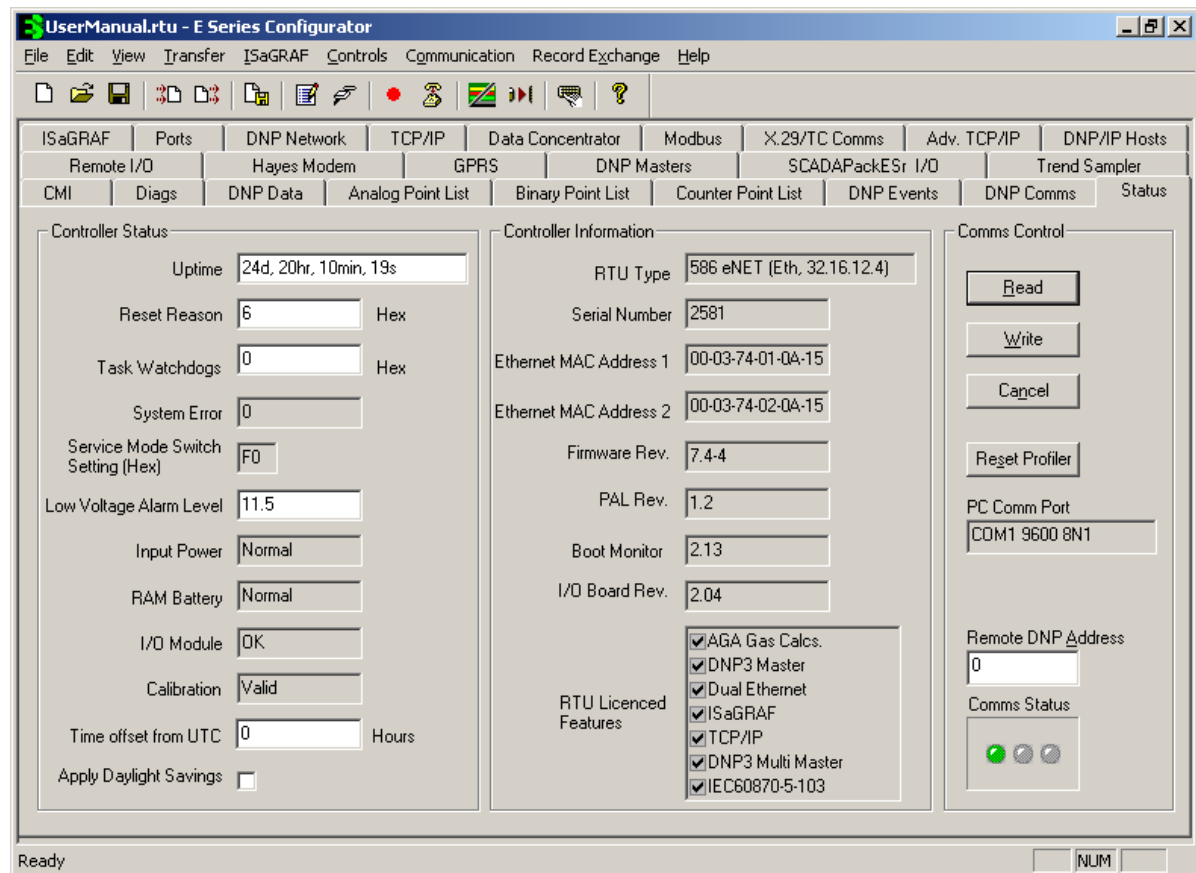 UserManual.rtu - E Series Configurator
File Edit View Transfer ISaGRAF Controls Communication Record Exchange Help
ISaGRAF Ports DNP Network TCP/IP Data Concentrator Modbus X.29/TC Comms Adv. TCP/IP DNP/IP Hosts
Remote I/O Hayes Modem GPRS DNP Masters SCADAPackESr I/O Trend Sampler
CMI Diags DNP Data Analog Point List Binary Point List Counter Point List DNP Events DNP Comms Status
Controller Status
Uptime 24d, 20hr, 10min, 19s
Reset Reason 6 Hex
Task Watchdogs 0 Hex
System Error 0
Service Mode Switch
Setting (Hex) F0
Low Voltage Alarm Level 11.5
Input Power Normal
RAM Battery Normal
I/O Module OK
Calibration Valid
Time offset from UTC 0 Hours
Apply Daylight Savings
Controller Information
RTU Type 586 eNET (Eth, 32.16.12.4)
Serial Number 2581
Ethernet MAC Address 1 00-03-74-01-0A-15
Ethernet MAC Address 2 00-03-74-02-0A-15
Firmware Rev. 7.4-4
PAL Rev. 1.2
Boot Monitor 2.13
I/O Board Rev. 2.04
RTU Licenced
Features
AGA Gas Calcs.
DNP3 Master
Dual Ethernet
ISaGRAF
TCP/IP
DNP3 Multi Master
IEC60870-5-103
Comms Control
Read
Write
Cancel
Reset Profiler
PC Comm Port
COM1 9600 8N1
Remote DNP Address
0
Comms Status
Ready NUM